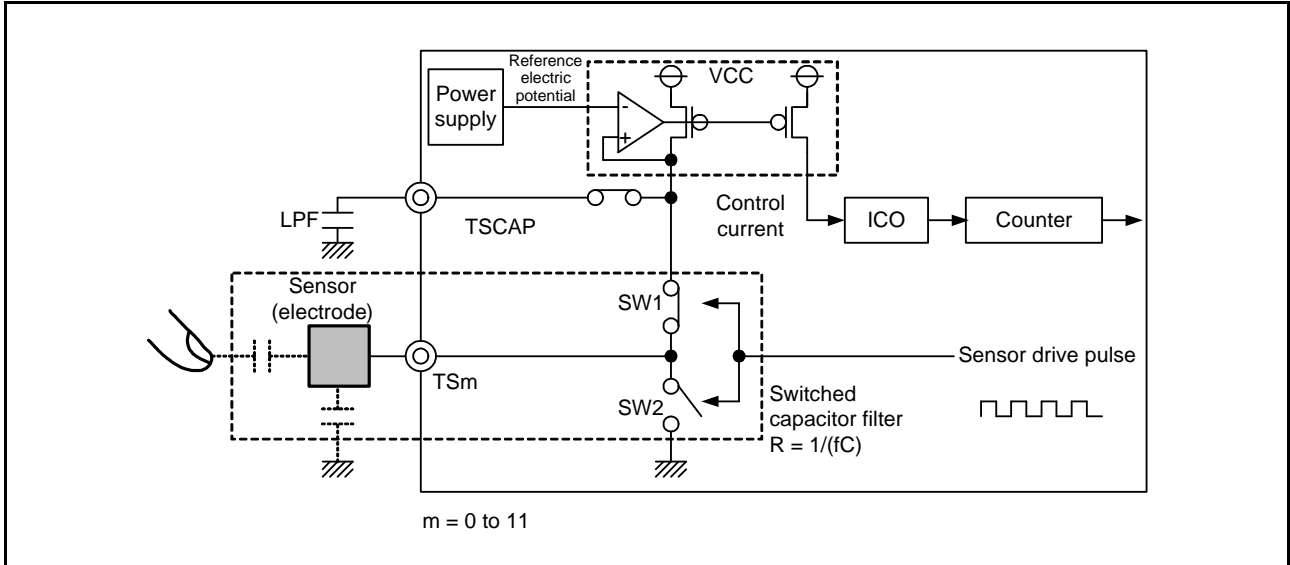 Reference
electric
potential
VCC
Power
supply
-
+
LPF
TSCAP
Control
current
ICO
Counter
Sensor
(electrode)
SW1
TSm
Sensor drive pulse
SW2
Switched
capacitor filter
R = 1/(fC)
m = 0 to 11